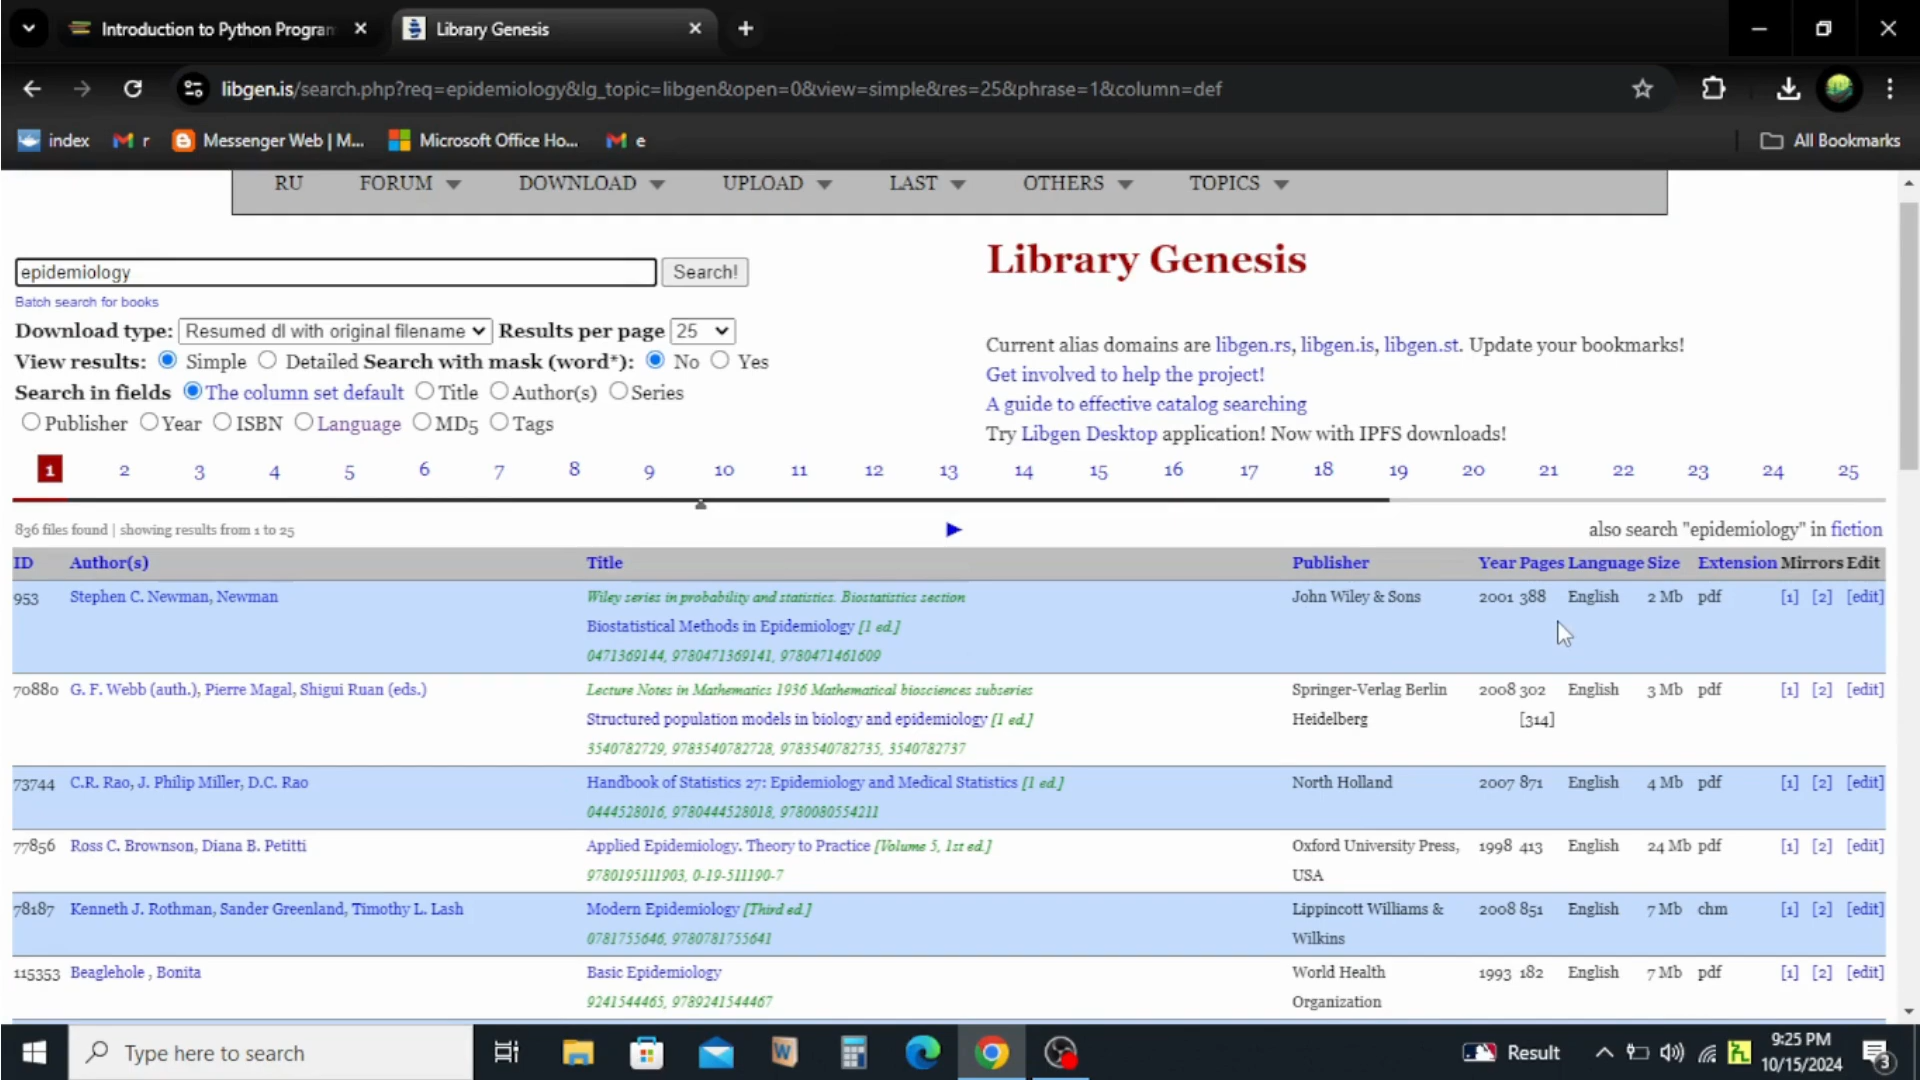 Introduction to Python Progran
Library Genesis
libgen.is/search.php?req=epidemiology&lg_topic=libgen&open=0&view=simple&res=25&phrase=1&column=def
index r Messenger Web | M... Microsoft Office Ho... e All Bookmarks
RU FORUM DOWNLOAD UPLOAD LAST OTHERS TOPICS
Library Genesis
epidemiology Search!
Batch search for books
Download type: Resumed dl with original filename Results per page 25
View results: Simple Detailed Search with mask (word*): No Yes
Search in fields The column set default Title Author(s) Series
Publisher Year ISBN Language MD5 Tags
Current alias domains are libgen.rs, libgen.is, libgen.st. Update your bookmarks!
Get involved to help the project!
A guide to effective catalog searching
Try Libgen Desktop application! Now with IPFS downloads!
1 2 3 4 5 6 7 8 9 10 11 12 13 14 15 16 17 18 19 20 21 22 23 24 25
836 files found | showing results from 1 to 25 ► also search "epidemiology" in fiction
ID Author(s) Title Publisher Year Pages Language Size Extension Mirrors Edit
953 Stephen C. Newman, Newman Wiley series in probability and statistics. Biostatistics section John Wiley & Sons 2001 388 English 2 Mb pdf [1] [2] [edit]
Biostatistical Methods in Epidemiology [1 ed.]
0471369144, 9780471369141, 9780471461609
70880 G. F. Webb (auth.), Pierre Magal, Shigui Ruan (eds.) Lecture Notes in Mathematics 1936 Mathematical biosciences subseries Springer-Verlag Berlin 2008 302 English 3 Mb pdf [1] [2] [edit]
Structured population models in biology and epidemiology [1 ed.] Heidelberg [314]
3540782729, 9783540782728, 9783540782735, 3540782737
73744 C.R. Rao, J. Philip Miller, D.C. Rao Handbook of Statistics 27: Epidemiology and Medical Statistics [1 ed.] North Holland 2007 871 English 4 Mb pdf [1] [2] [edit]
0444528016, 9780444528018, 9780080554211
77856 Ross C. Brownson, Diana B. Petitti Applied Epidemiology. Theory to Practice [Volume 5, 1st ed.] Oxford University Press, 1998 413 English 24 Mb pdf [1] [2] [edit]
9780195111903, 0-19-511190-7 USA
78187 Kenneth J. Rothman, Sander Greenland, Timothy L. Lash Modern Epidemiology [Third ed.] Lippincott Williams & 2008 851 English 7 Mb chm [1] [2] [edit]
0781755646, 9780781755641 Wilkins
115353 Beaglehole , Bonita Basic Epidemiology World Health 1993 182 English 7 Mb pdf [1] [2] [edit]
9241544465, 9789241544467 Organization
Type here to search Result 9:25 PM
10/15/2024 3